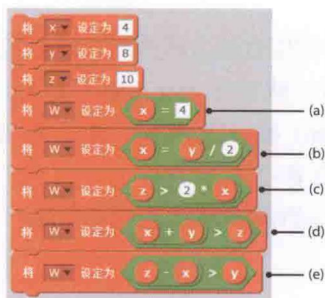 将 x 设定为 4
将 y 设定为 8
将 z 设定为 10
将 W 设定为 x = 4 (a)
将 W 设定为 x = y / 2 (b)
将 W 设定为 z > 2 * x (c)
将 W 设定为 x + y > z (d)
将 W 设定为 z - x > y (e)